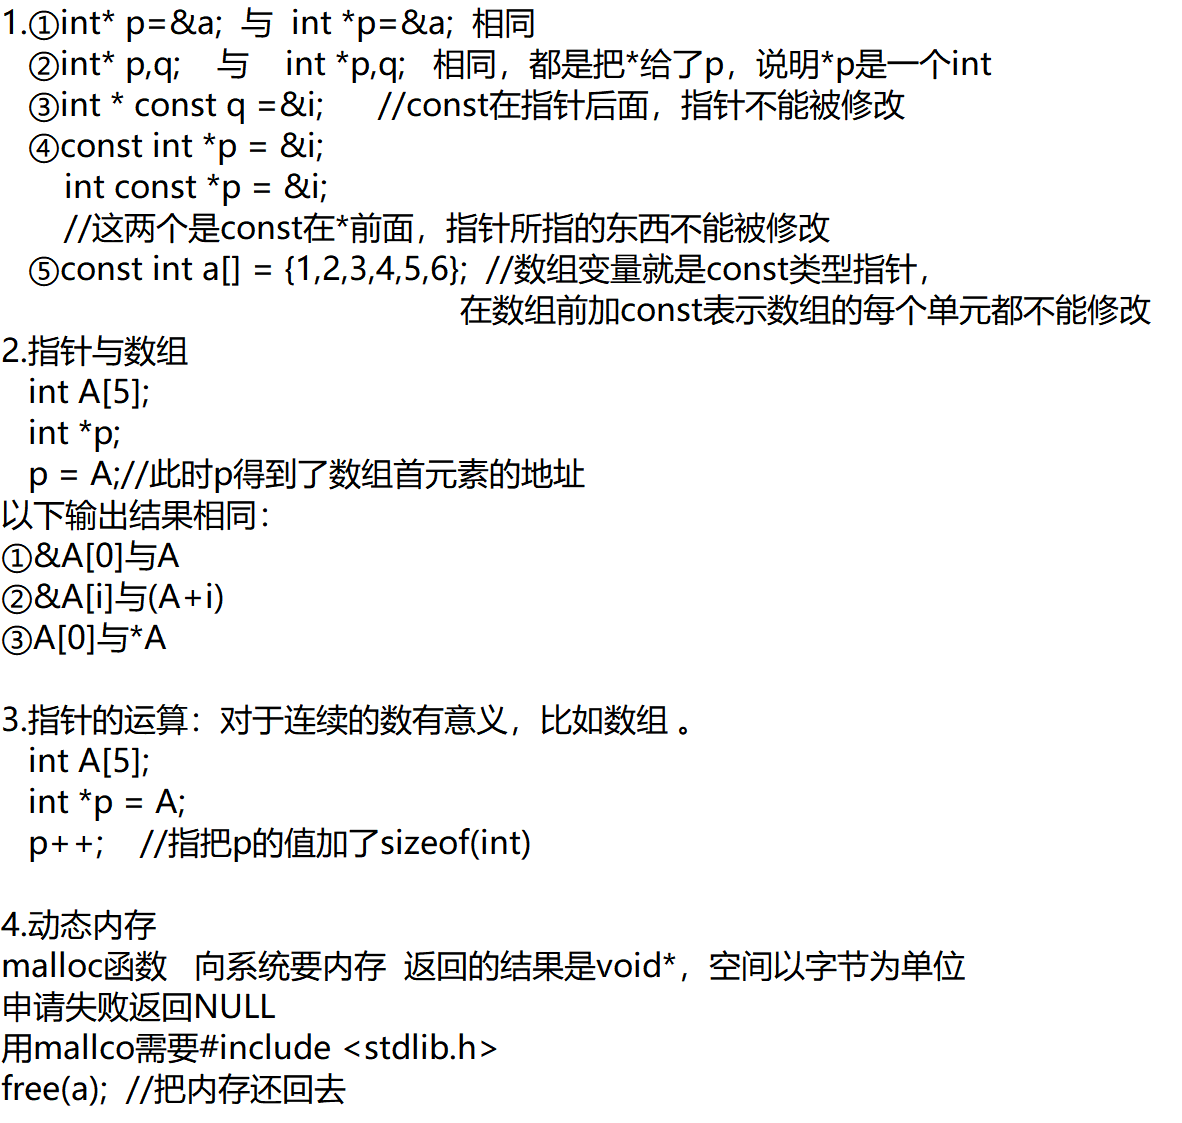 1.①int* p=&a;  与  int *p=&a;  相同
②int* p,q;    与    int *p,q;   相同，都是把*给了p，说明*p是一个int
③int * const q =&i;      //const在指针后面，指针不能被修改
④const int *p = &i;
int const *p = &i;
//这两个是const在*前面，指针所指的东西不能被修改
⑤const int a[] = {1,2,3,4,5,6};  //数组变量就是const类型指针，
在数组前加const表示数组的每个单元都不能修改
2.指针与数组
int A[5];
int *p;
p = A;//此时p得到了数组首元素的地址
以下输出结果相同：
①&A[0]与A
②&A[i]与(A+i)
③A[0]与*A
3.指针的运算：对于连续的数有意义，比如数组 。
int A[5];
int *p = A;
p++;    //指把p的值加了sizeof(int)
4.动态内存
malloc函数   向系统要内存  返回的结果是void*，空间以字节为单位
申请失败返回NULL
用mallco需要#include <stdlib.h>
free(a);  //把内存还回去